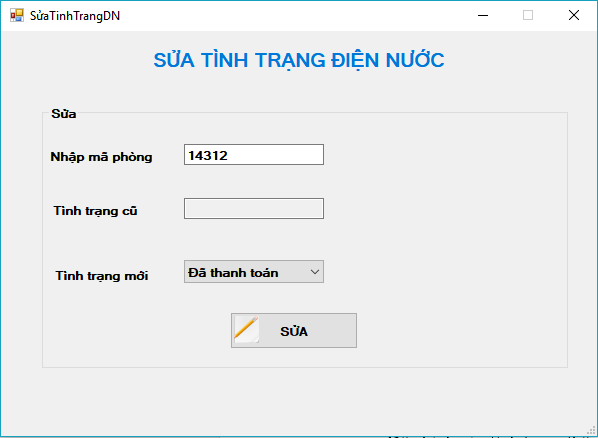 SửaTinhTrangDN
SỬA TÌNH TRẠNG ĐIỆN NƯỚC
Sửa
Nhập mã phòng
14312
Tình trạng cũ
Tình trạng mới
Đã thanh toán
SỬA